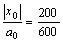 |x₀|/a₀ = 200/600